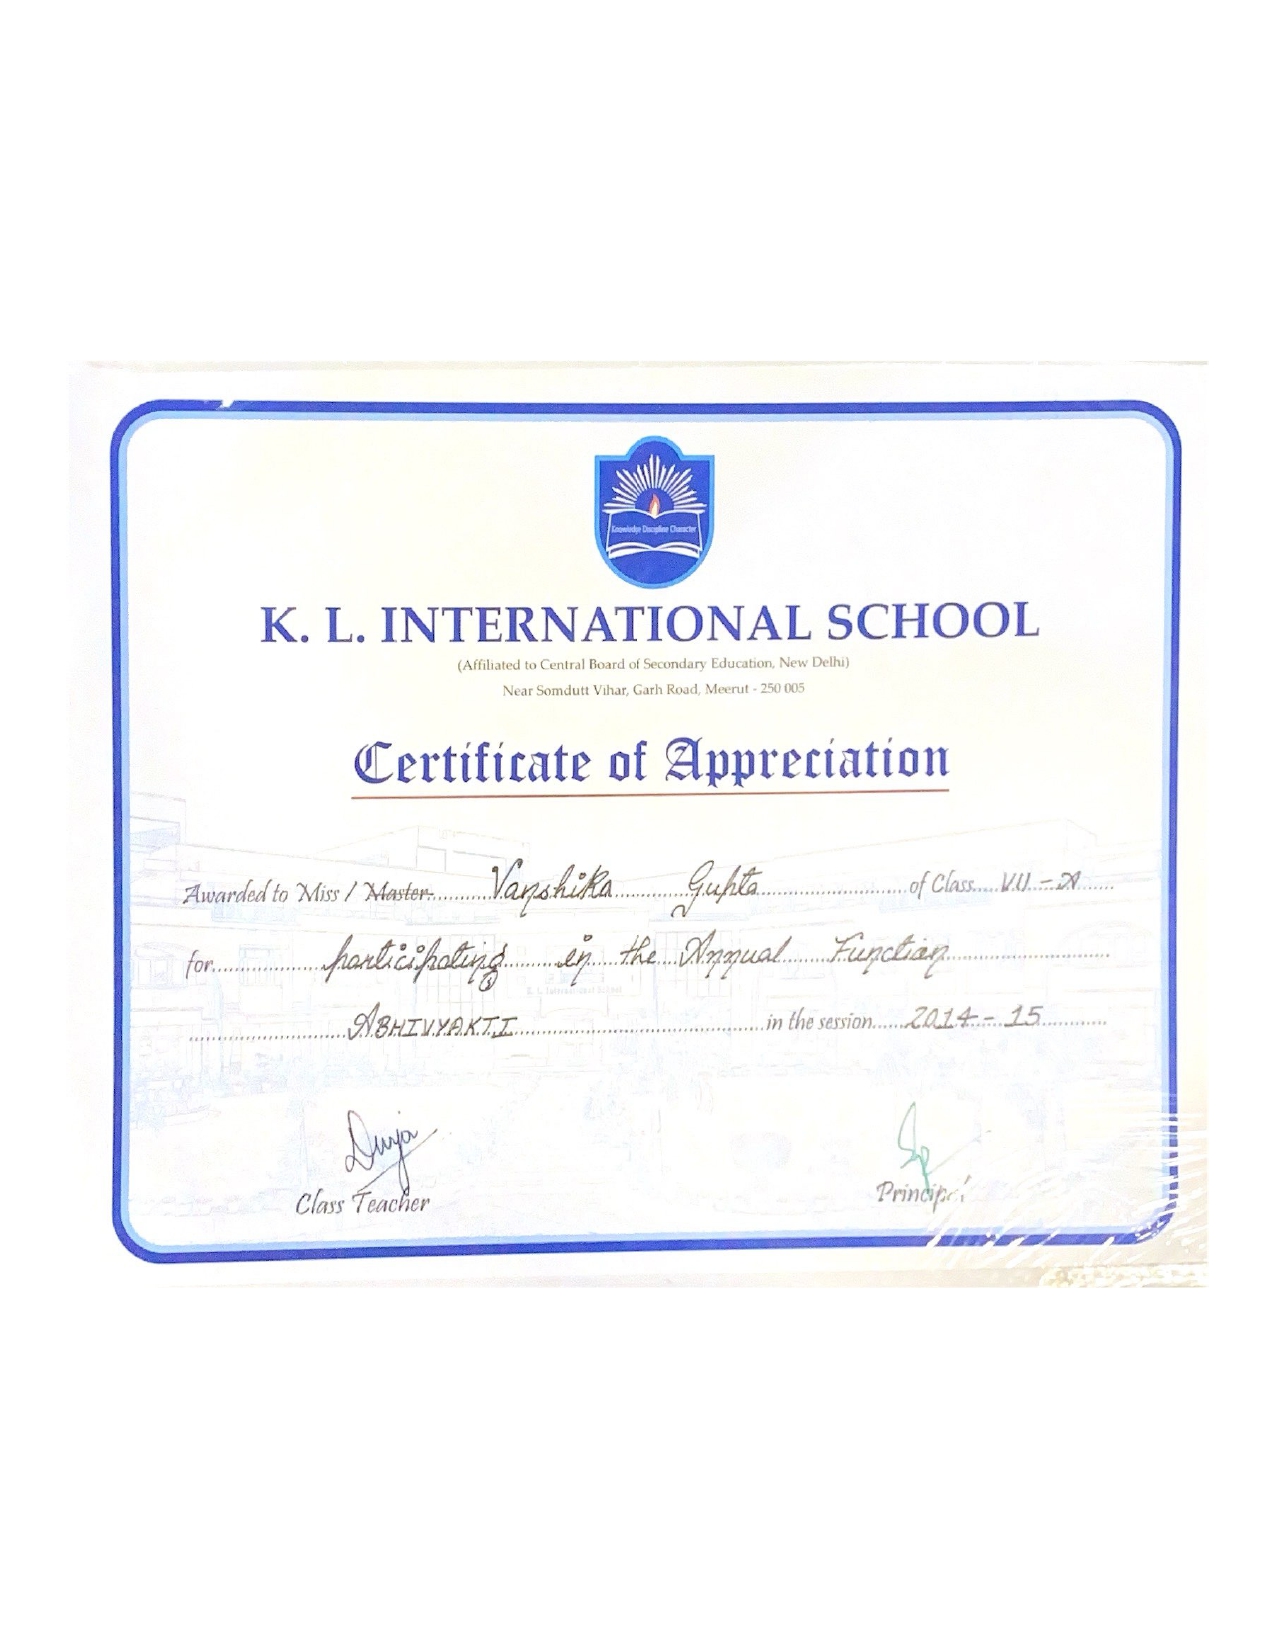 Knowledge Discipline Character
K. L. INTERNATIONAL SCHOOL
(Affiliated to Central Board of Secondary Education, New Delhi)
Near Somdutt Vihar, Garh Road, Meerut - 250 005
Certificate of Appreciation
Awarded to Miss / Master Vanshika Gupta of Class VII - A
for participating in the Annual Function
ABHIVYAKTI in the session 2014 - 15
Class Teacher Principal